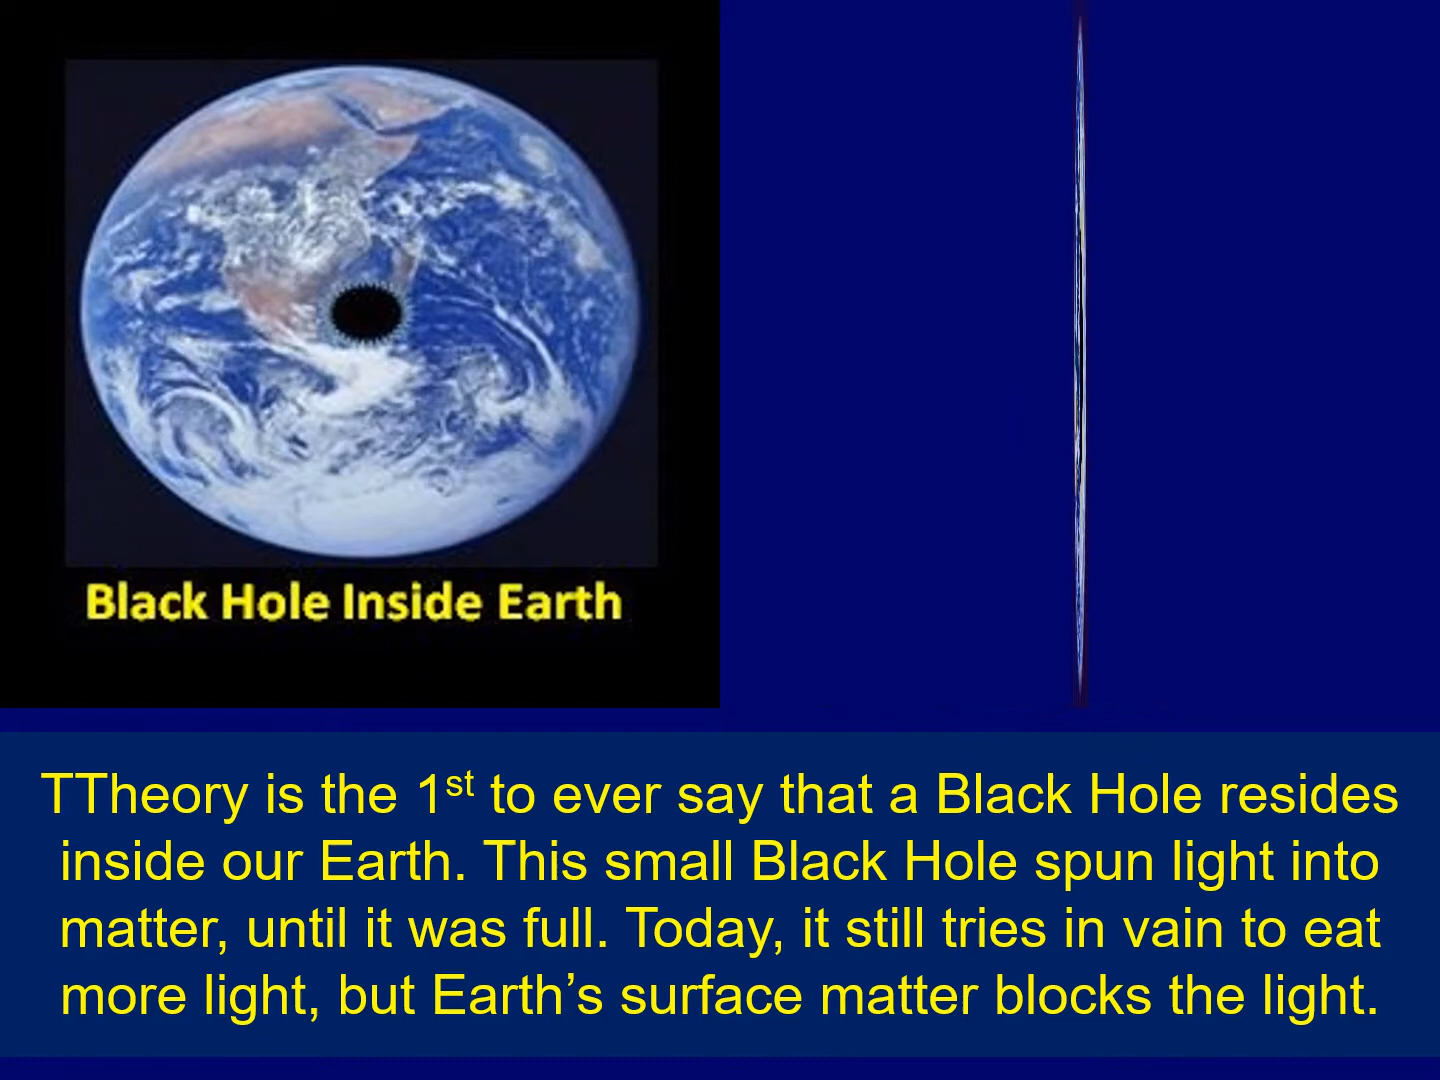 Black Hole Inside Earth
TTheory is the 1st to ever say that a Black Hole resides
inside our Earth. This small Black Hole spun light into
matter, until it was full. Today, it still tries in vain to eat
more light, but Earth’s surface matter blocks the light.